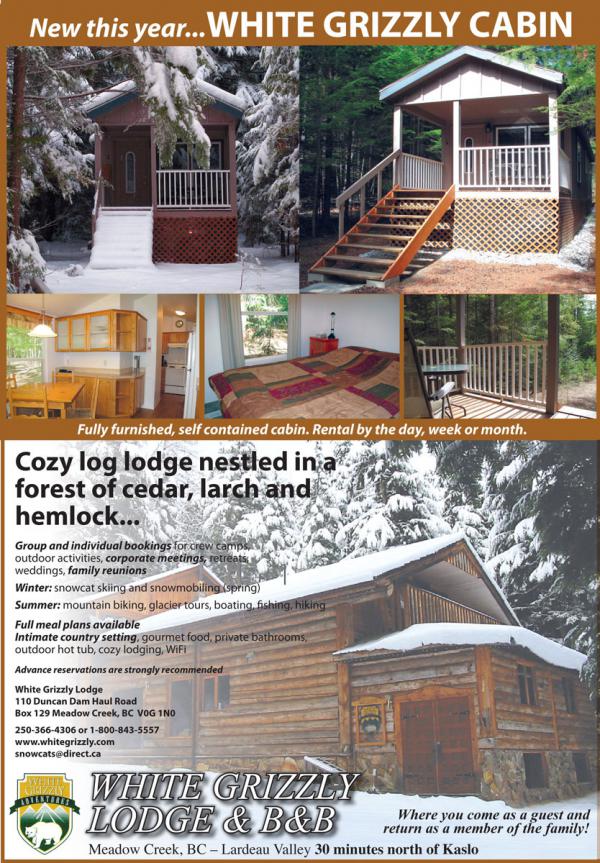 New this year...WHITE GRIZZLY CABIN
Fully furnished, self contained cabin. Rental by the day, week or month.
Cozy log lodge nestled in a
forest of cedar, larch and
hemlock...
Group and individual bookings for crew camps,
outdoor activities, corporate meetings, retreats,
weddings, family reunions
Winter: snowcat skiing and snowmobiling (spring)
Summer: mountain biking, glacier tours, boating, fishing, hiking
Full meal plans available
Intimate country setting, gourmet food, private bathrooms,
outdoor hot tub, cozy lodging, WiFi
Advance reservations are strongly recommended
White Grizzly Lodge
110 Duncan Dam Haul Road
Box 129 Meadow Creek, BC V0G 1N0
250-366-4306 or 1-800-843-5557
www.whitegrizzly.com
snowcats@direct.ca
WHITE
GRIZZLY
ADVENTURES
WHITE GRIZZLY
LODGE & B&B
Where you come as a guest and
return as a member of the family!
Meadow Creek, BC – Lardeau Valley 30 minutes north of Kaslo